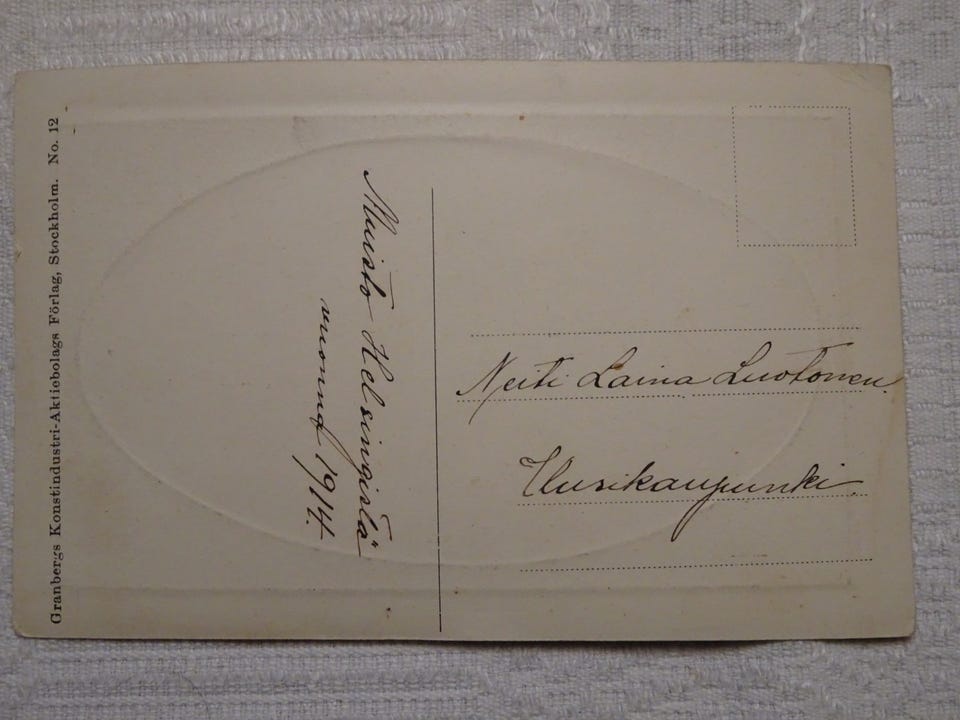 Granbergs Konstindustri-Aktiebolags Förlag, Stockholm. No. 12
Muisto Helsingistä
vuonna 1914.
Neiti Laina Luotonen.
Uusikaupunki.